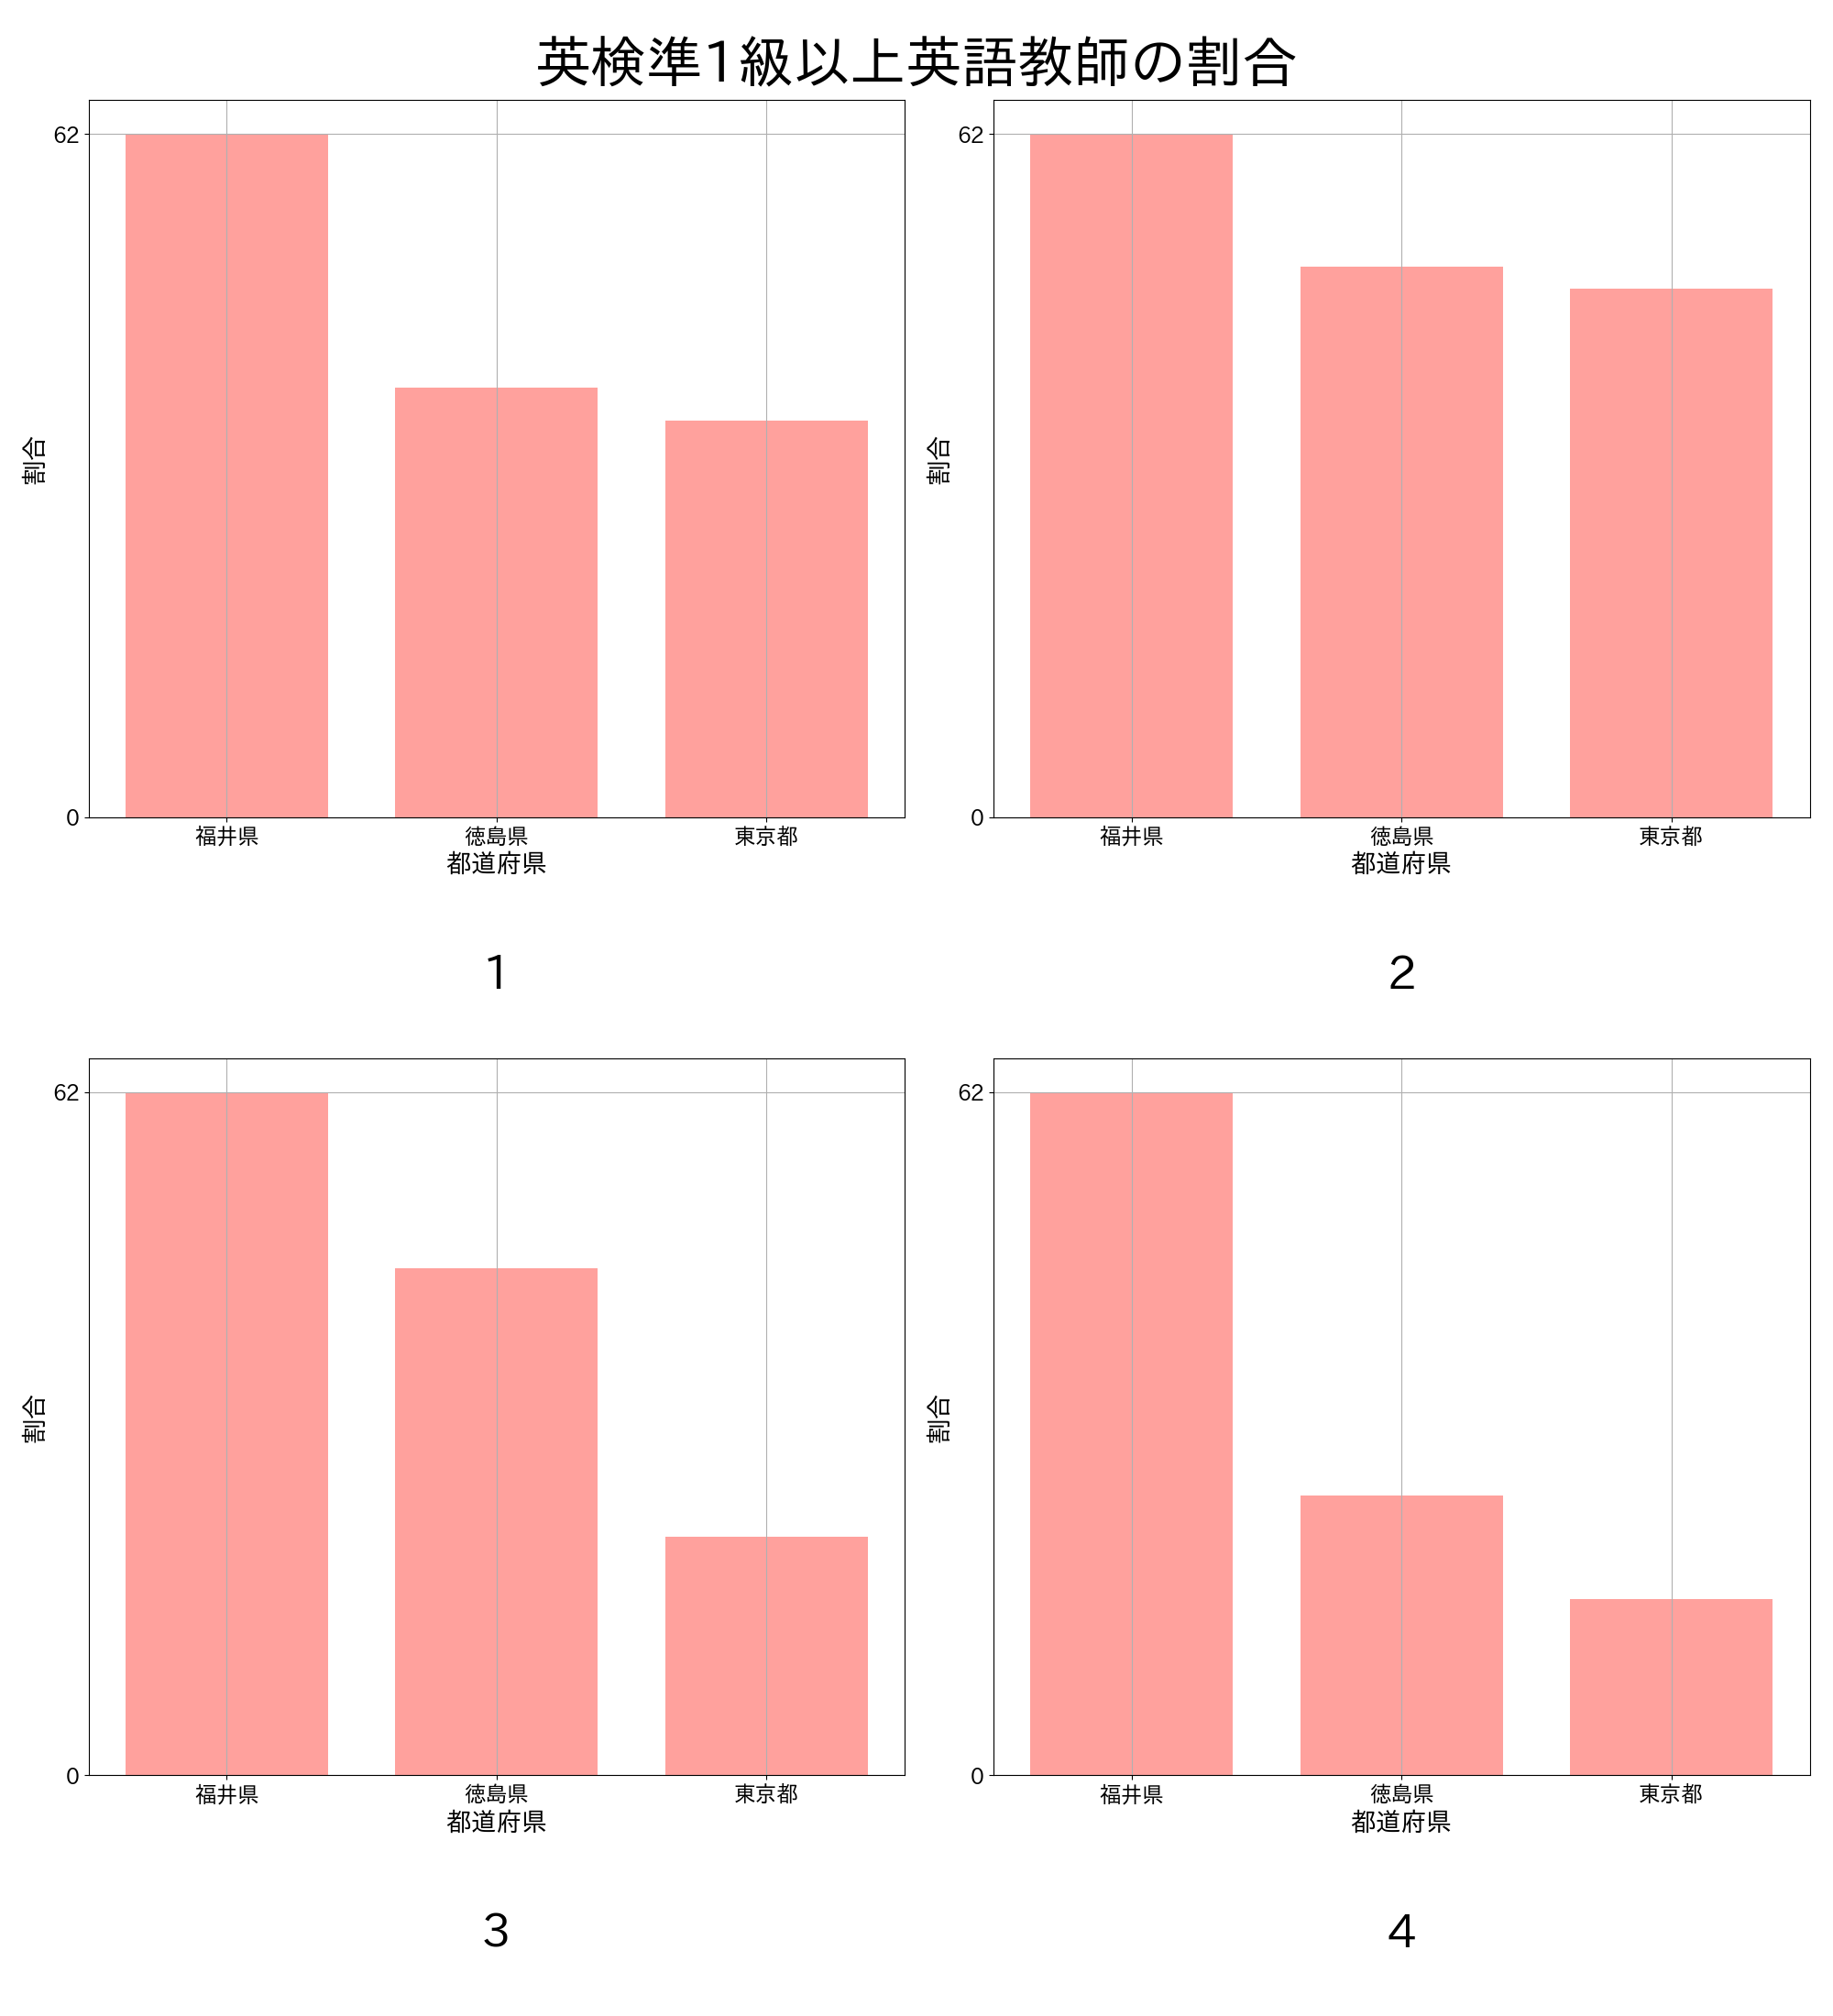 英検準1級以上英語教師の割合
62
0
割合
福井県
徳島県
東京都
都道府県
1
62
0
割合
福井県
徳島県
東京都
都道府県
2
62
0
割合
福井県
徳島県
東京都
都道府県
3
62
0
割合
福井県
徳島県
東京都
都道府県
4